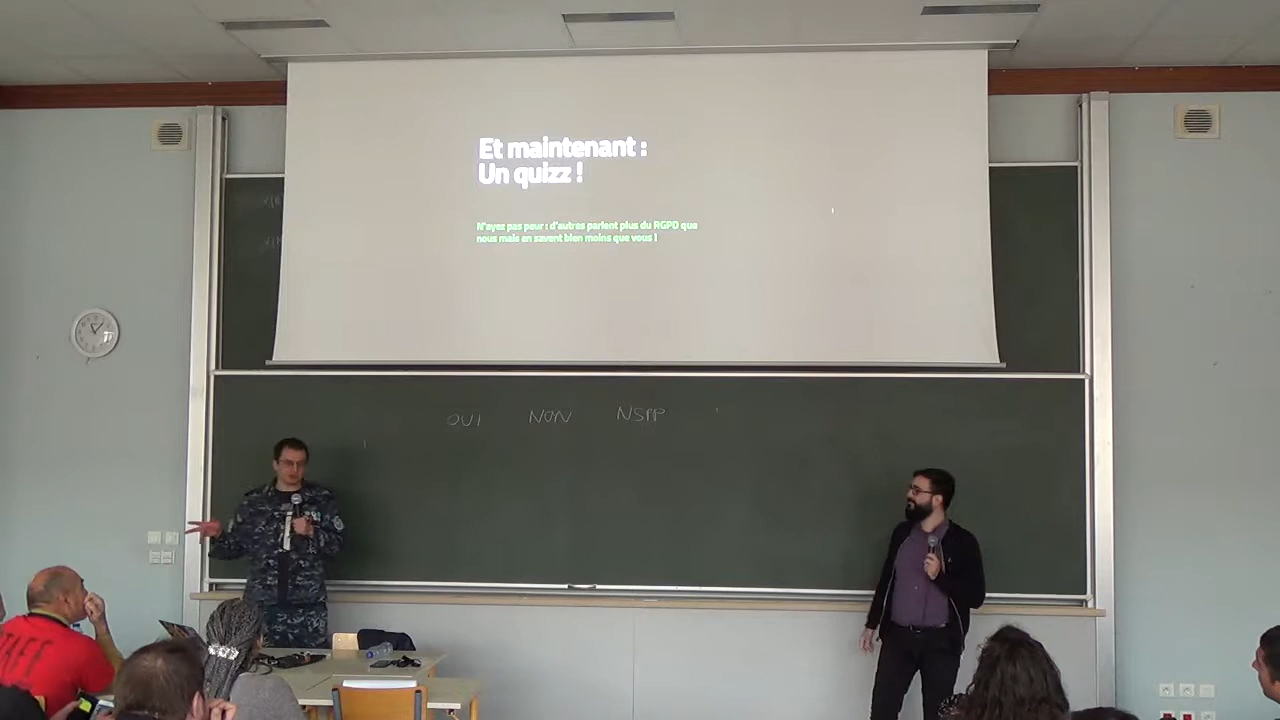 Et maintenant :
Un quizz !
N'ayez pas peur : d'autres parlent plus du RGPD que
nous mais en savent bien moins que vous !
OUI NON NSPP